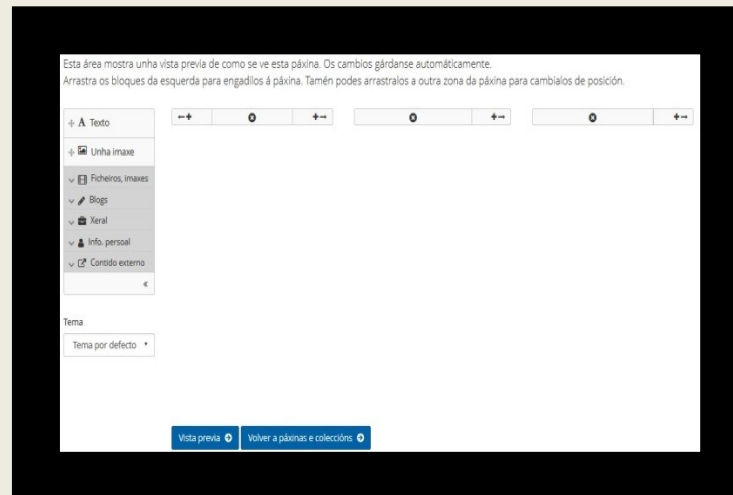 Esta área mostra unha vista previa de como se ve esta páxina. Os cambios gárdanse automáticamente.
Arrastra os bloques da esquerda para engadilos á páxina. Tamén podes arrastralos a outra zona da páxina para cambialos de posición.
A Texto
Unha imaxe
Ficheiros, imaxes
Blogs
Xeral
Info. persoal
Contido externo
«
Tema
Tema por defecto
Vista previa
Volver a páxinas e coleccións